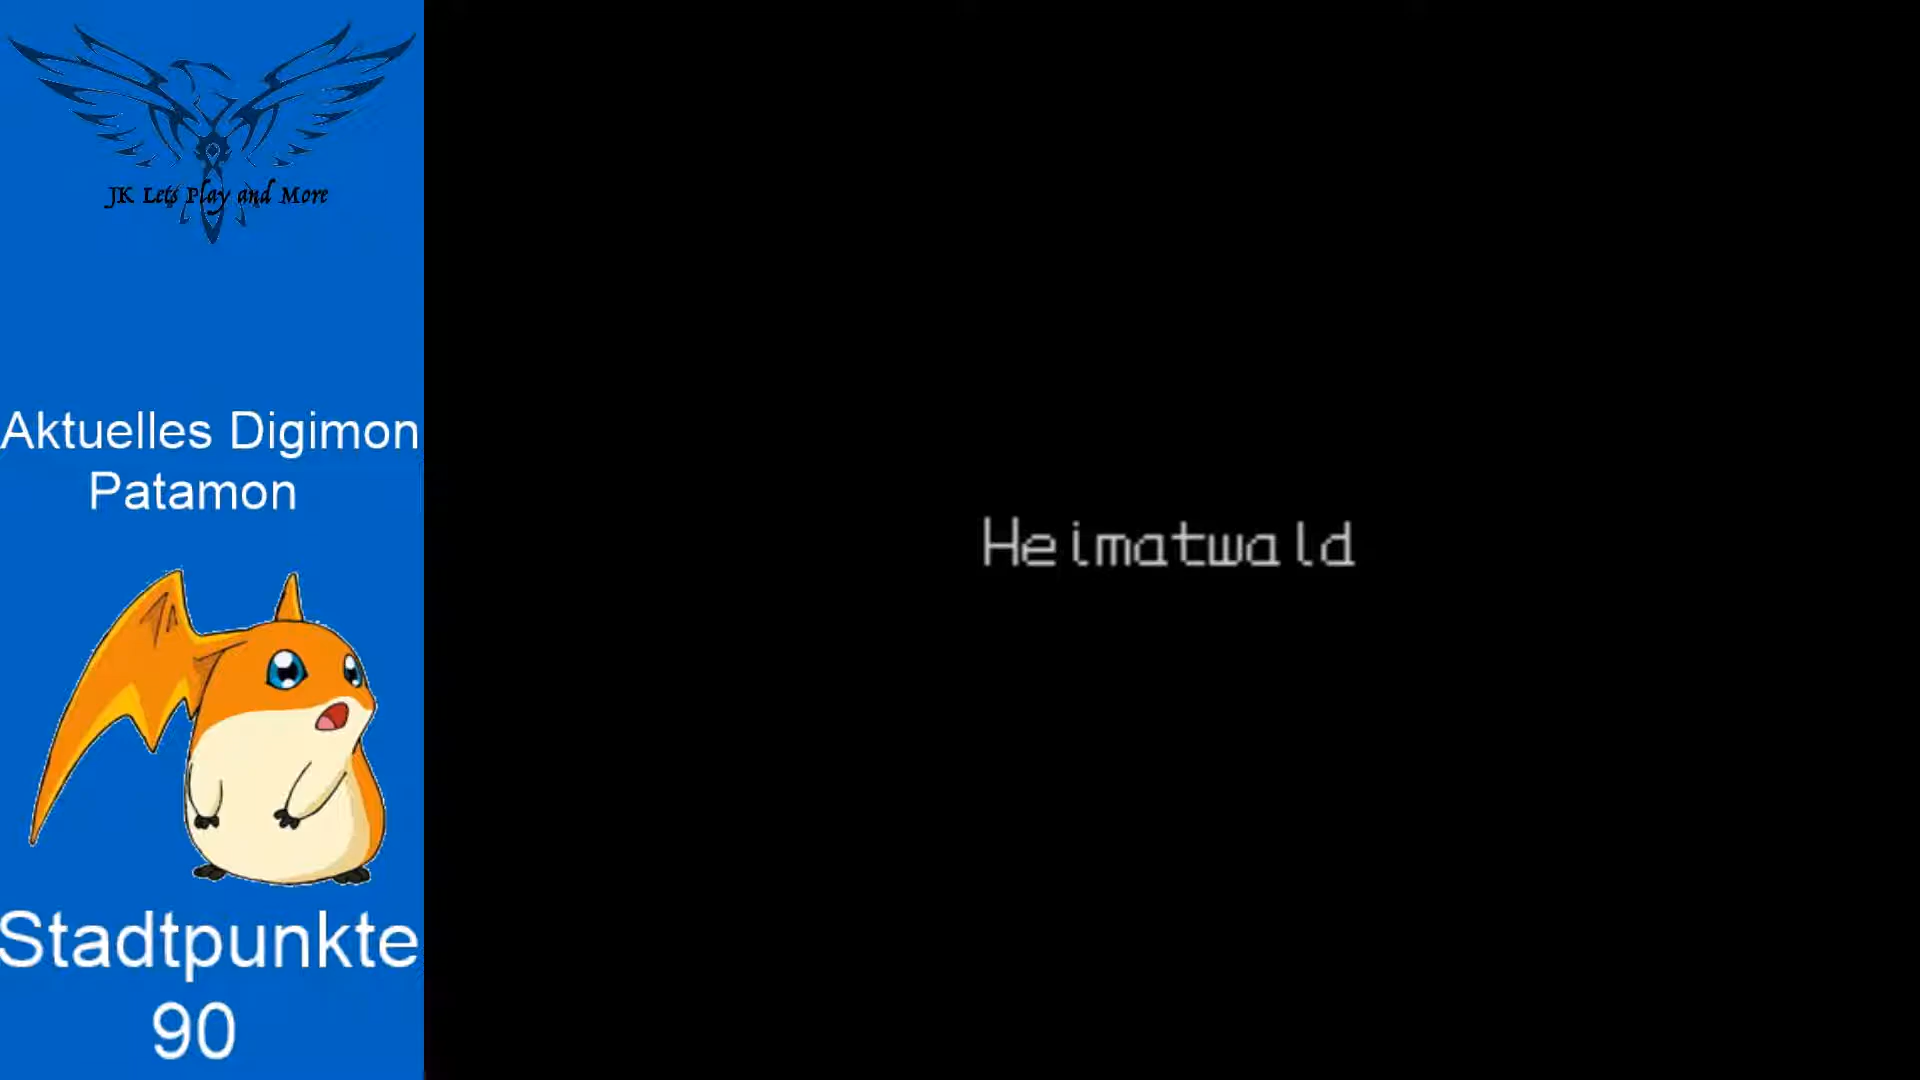 JK Lets Play and More
Aktuelles Digimon
Patamon
Stadtpunkte
90
Heimatwald